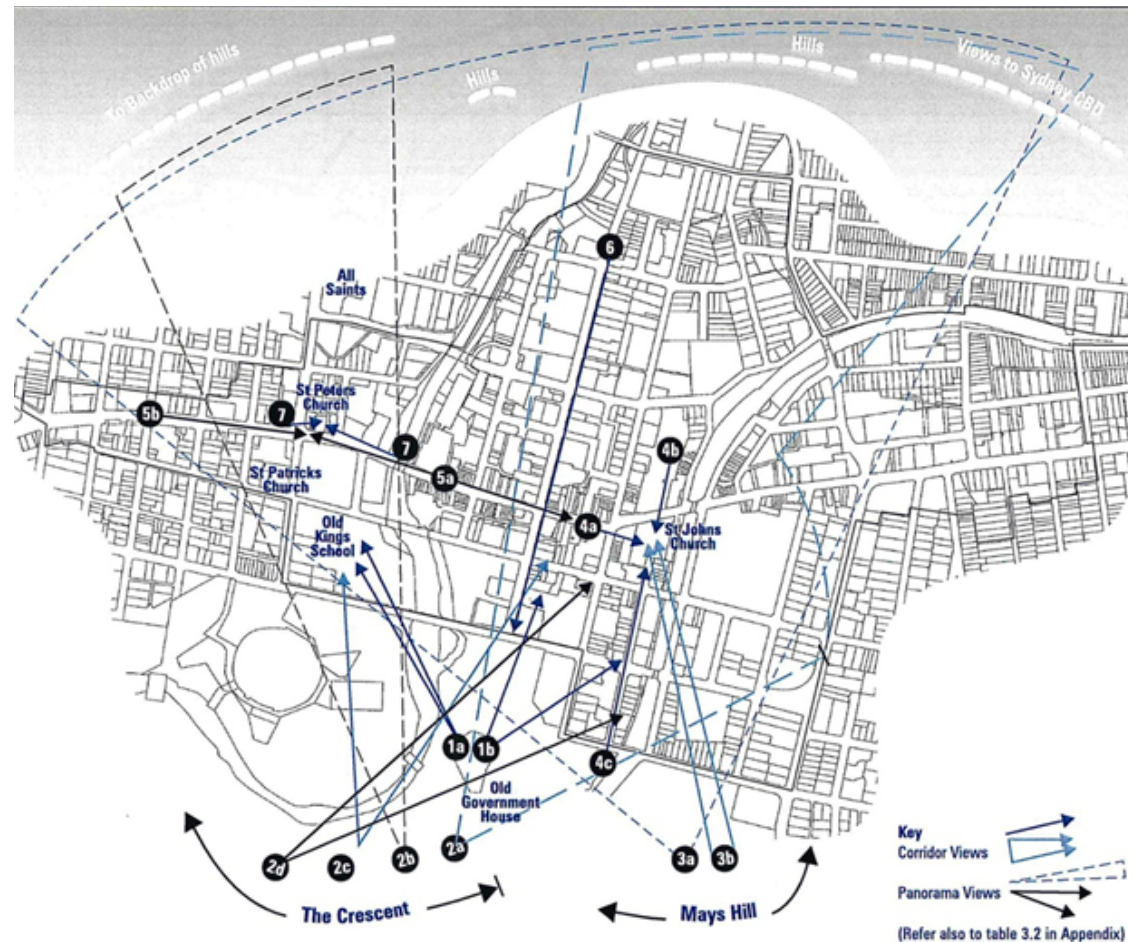 To Backdrop of hills
Hills
Hills
Views to Sydney CBD
6
All
Saints
St Peters
Church
5b
7
7
4b
St Patricks
Church
5a
4a
St Johns
Church
Old
Kings
School
1a
1b
4c
Old
Government
House
2d
2c
2b
2a
3a
3b
The Crescent
Mays Hill
Key
Corridor Views
Panorama Views
(Refer also to table 3.2 in Appendix)